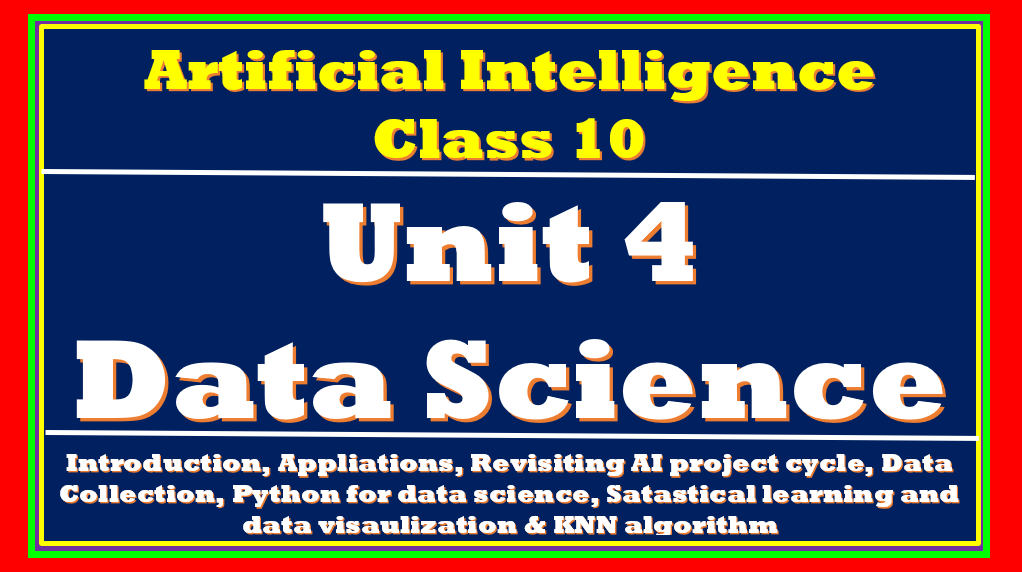 Artificial Intelligence
Class 10
Unit 4
Data Science
Introduction, Appliations, Revisiting AI project cycle, Data
Collection, Python for data science, Satastical learning and
data visaulization & KNN algorithm